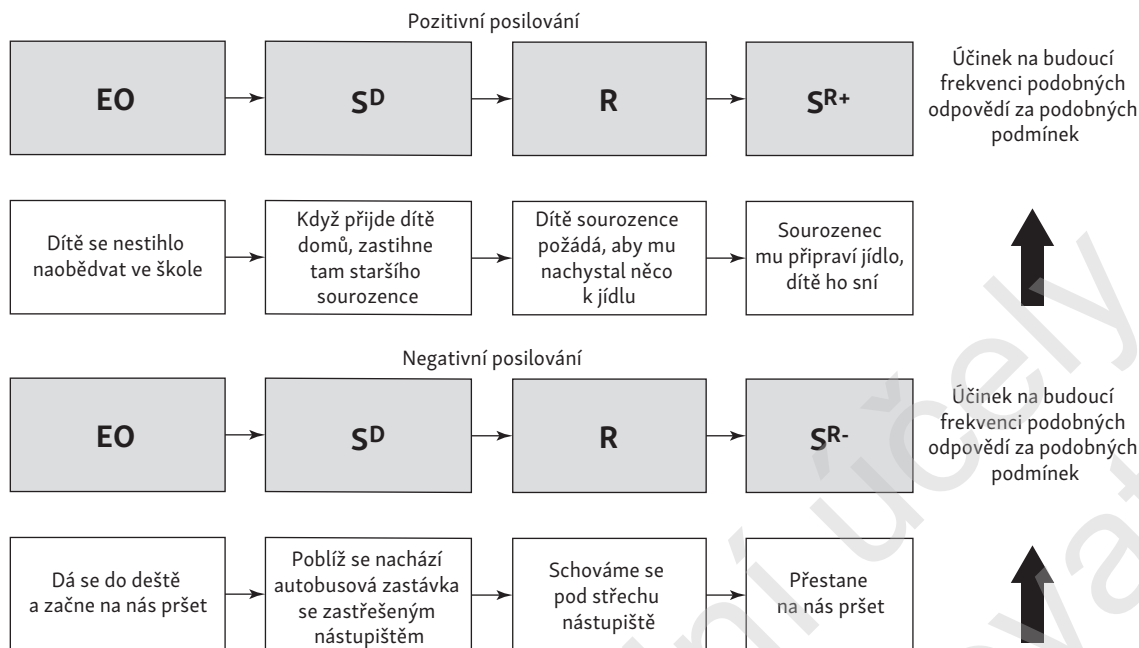 Pozitivní posilování
EO
S^D
R
S^R+
Účinek na budoucí
frekvenci podobných
odpovědí za podobných
podmínek
Dítě se nestihlo
naobědvat ve škole
Když přijde dítě
domů, zastihne
tam staršího
sourozence
Dítě sourozence
požádá, aby mu
nachystal něco
k jídlu
Sourozenec
mu připraví jídlo,
dítě ho sní
Negativní posilování
EO
S^D
R
S^R-
Účinek na budoucí
frekvenci podobných
odpovědí za podobných
podmínek
Dá se do deště
a začne na nás pršet
Poblíž se nachází
autobusová zastávka
se zastřešeným
nástupištěm
Schováme se
pod střechu
nástupiště
Přestane
na nás pršet
účely